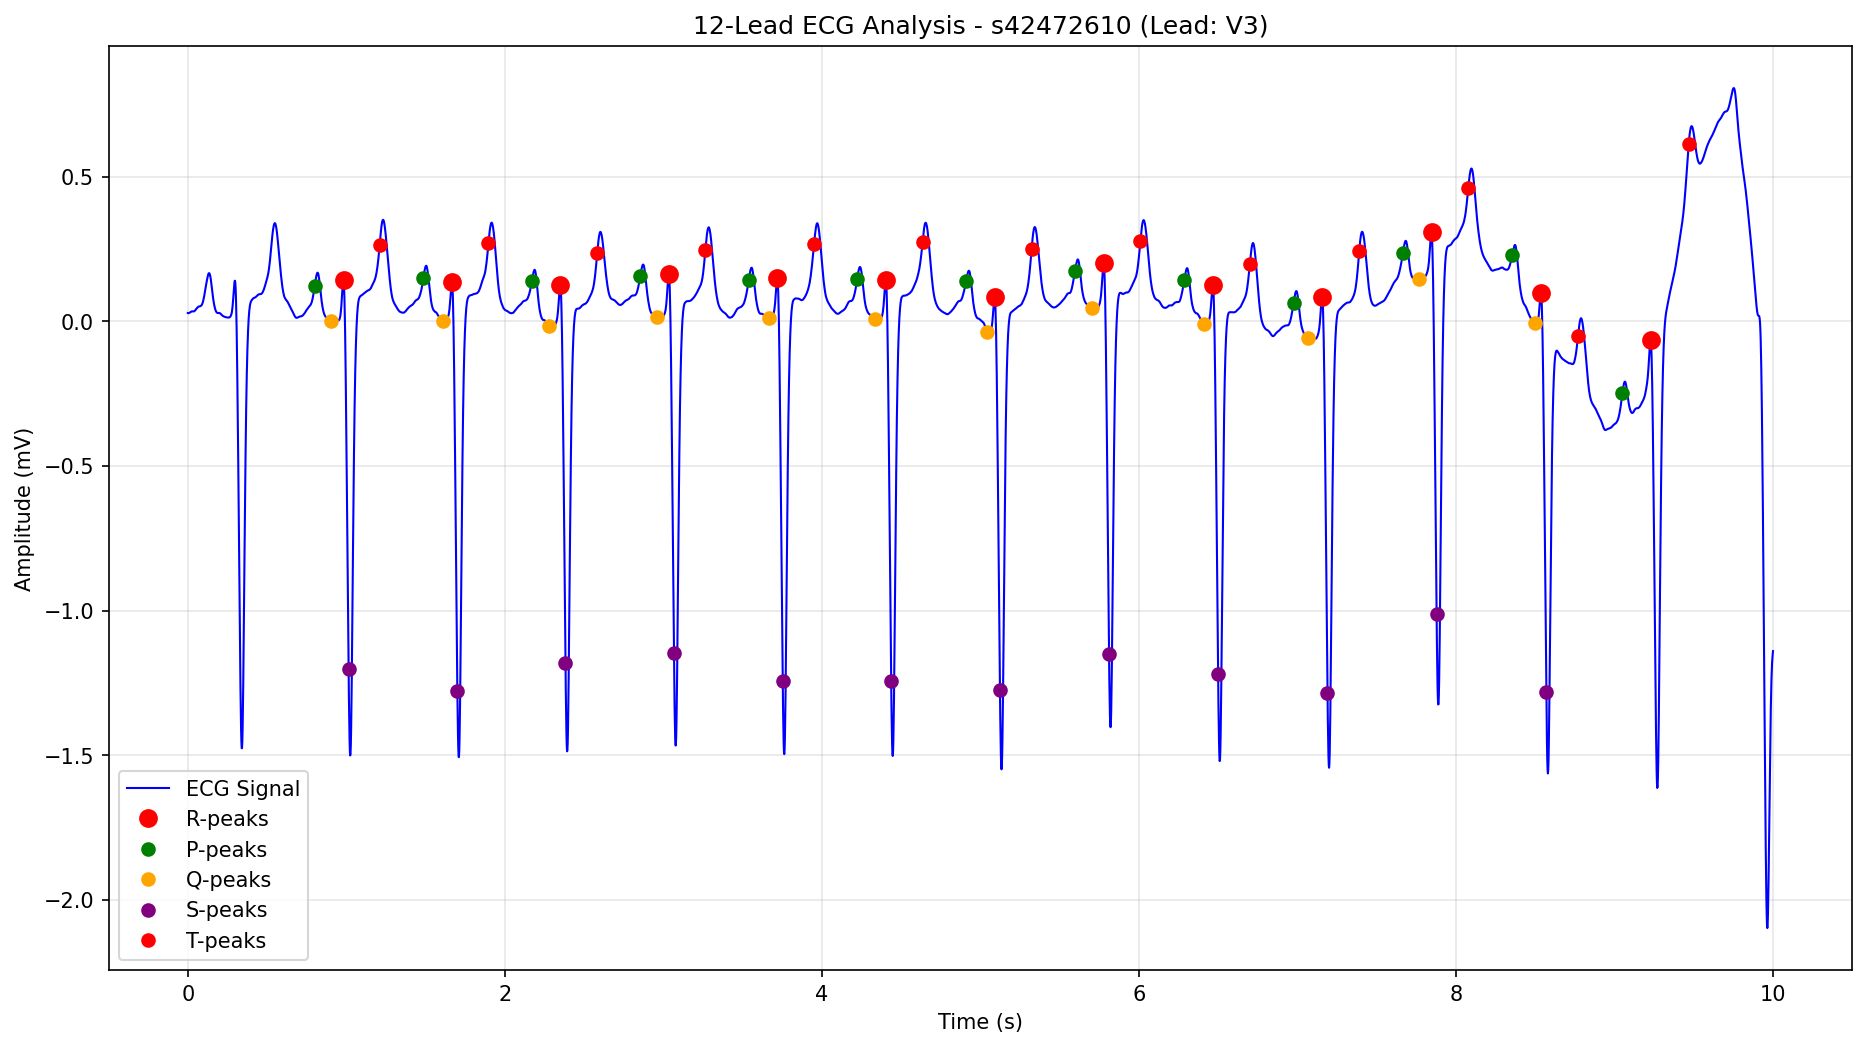 12-Lead ECG Analysis - s42472610 (Lead: V3)
Amplitude (mV)
0.5
0.0
−0.5
−1.0
−1.5
−2.0
ECG Signal
R-peaks
P-peaks
Q-peaks
S-peaks
T-peaks
0 2 4 6 8 10
Time (s)